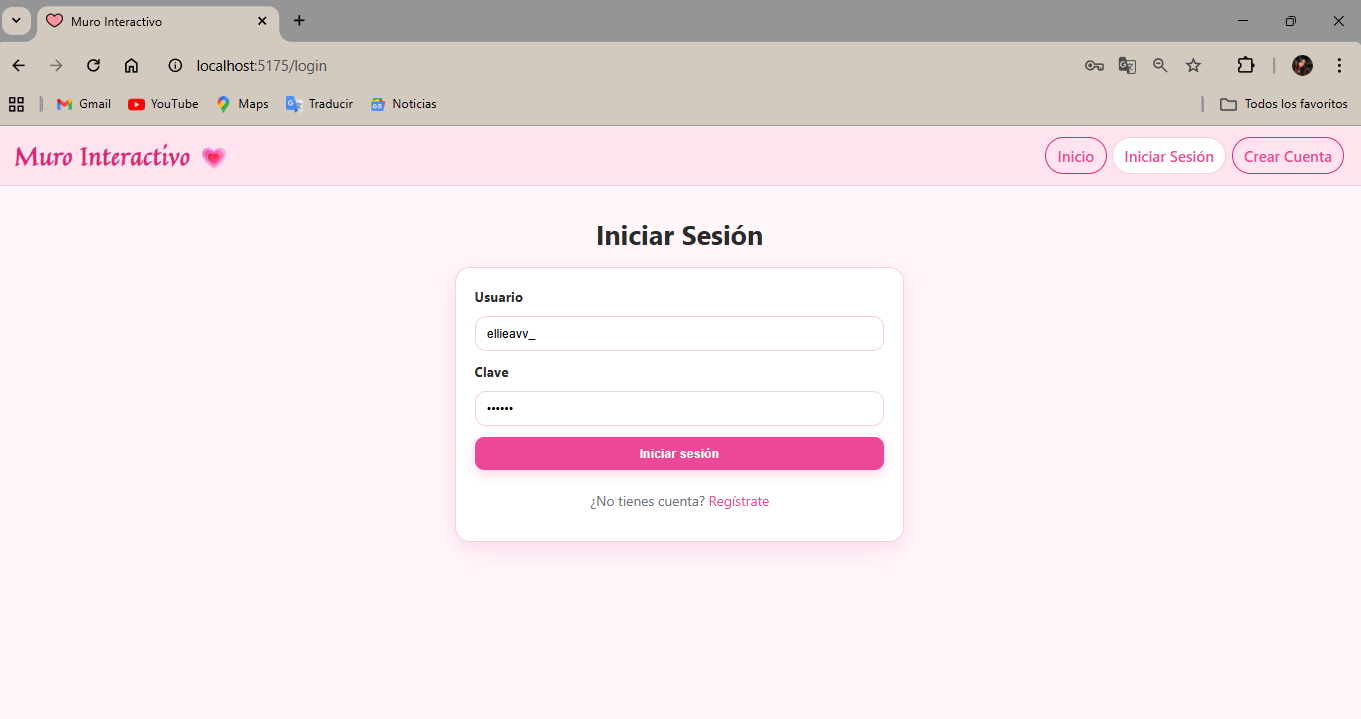 Muro Interactivo
localhost:5175/login
Gmail YouTube Maps Traducir Noticias Todos los favoritos
Muro Interactivo Inicio Iniciar Sesión Crear Cuenta
Iniciar Sesión
Usuario
ellieavv_
Clave
••••••
Iniciar sesión
¿No tienes cuenta? Regístrate